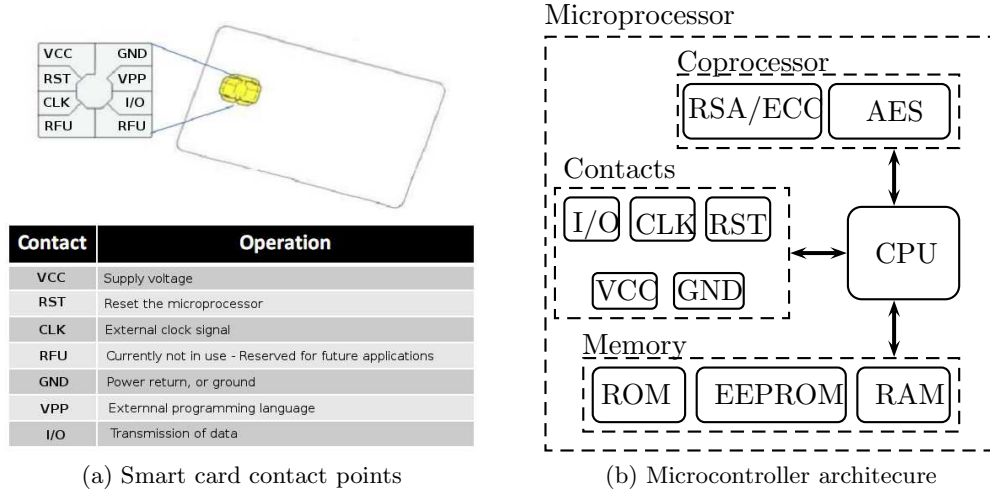 VCC GND
RST VPP
CLK I/O
RFU RFU
Contact Operation
VCC Supply voltage
RST Reset the microprocessor
CLK External clock signal
RFU Currently not in use - Reserved for future applications
GND Power return, or ground
VPP Externnal programming language
I/O Transmission of data
(a) Smart card contact points
Microprocessor
Coprocessor
RSA/ECC AES
Contacts
I/O CLK RST
CPU
VCC GND
Memory
ROM EEPROM RAM
(b) Microcontroller architecure